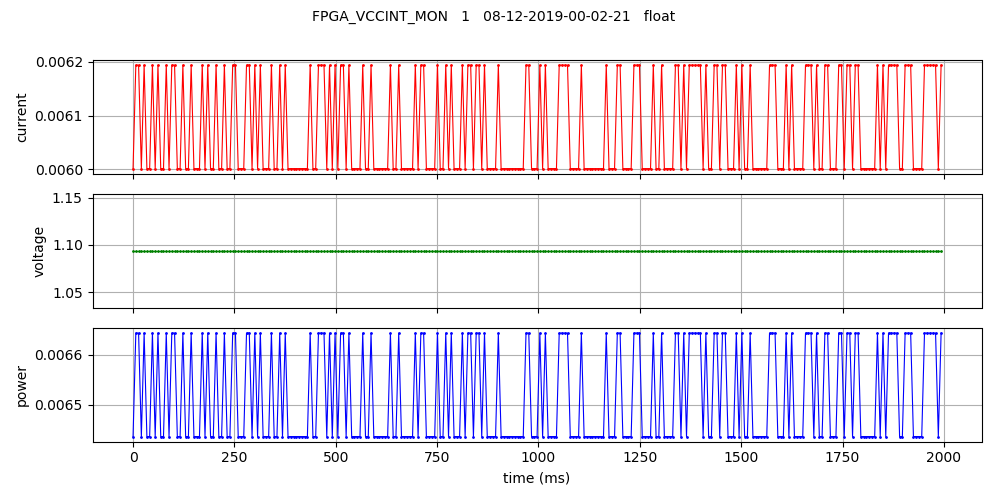 FPGA_VCCINT_MON   1   08-12-2019-00-02-21   float
0.0062
0.0061
0.0060
current
1.15
1.10
1.05
voltage
0.0066
0.0065
power
0 250 500 750 1000 1250 1500 1750 2000
time (ms)